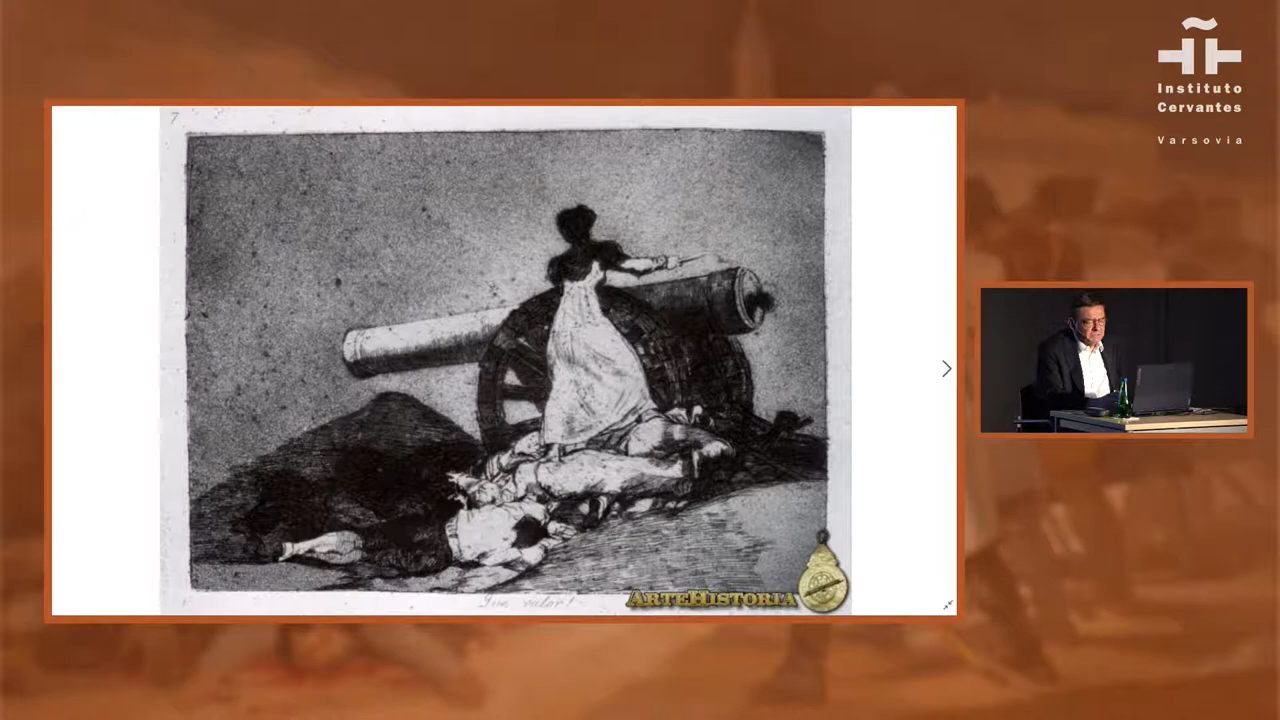 Instituto
Cervantes
Varsovia
7
Que valor!
ARTEHISTORIA